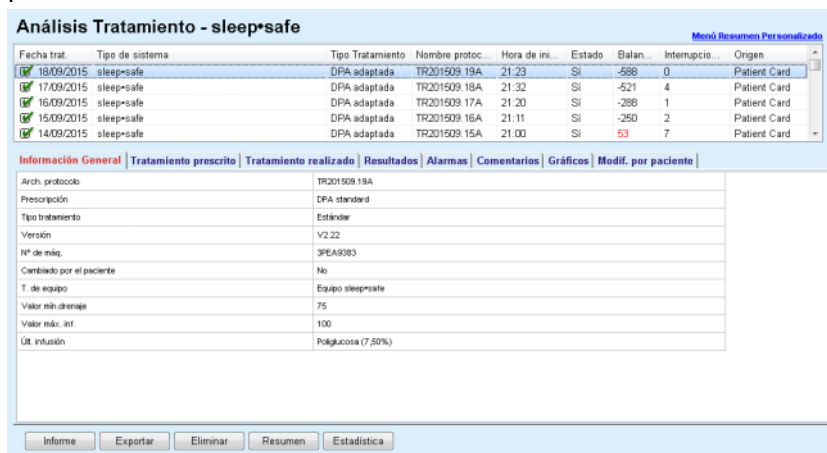 Análisis Tratamiento - sleep•safe
Menú Resumen Personalizado
Fecha trat. Tipo de sistema Tipo Tratamiento Nombre protoc... Hora de ini... Estado Balan... Interrupcio... Origen
18/09/2015 sleep•safe DPA adaptada TR201509.19A 21:23 Sí -588 0 Patient Card
17/09/2015 sleep•safe DPA adaptada TR201509.18A 21:32 Sí -521 4 Patient Card
16/09/2015 sleep•safe DPA adaptada TR201509.17A 21:20 Sí -288 1 Patient Card
15/09/2015 sleep•safe DPA adaptada TR201509.16A 21:11 Sí -250 2 Patient Card
14/09/2015 sleep•safe DPA adaptada TR201509.15A 21:00 Sí 53 7 Patient Card
Información General Tratamiento prescrito Tratamiento realizado Resultados Alarmas Comentarios Gráficos Modif. por paciente
Arch. protocolo TR201509.19A
Prescripción DPA standard
Tipo tratamiento Estándar
Versión V2.22
Nº de máq. 3PEA9383
Cambiado por el paciente No
T. de equipo Equipo sleep•safe
Valor mín.drenaje 75
Valor máx. inf. 100
Últ. infusión Poliglucosa (7,50%)
Informe Exportar Eliminar Resumen Estadística